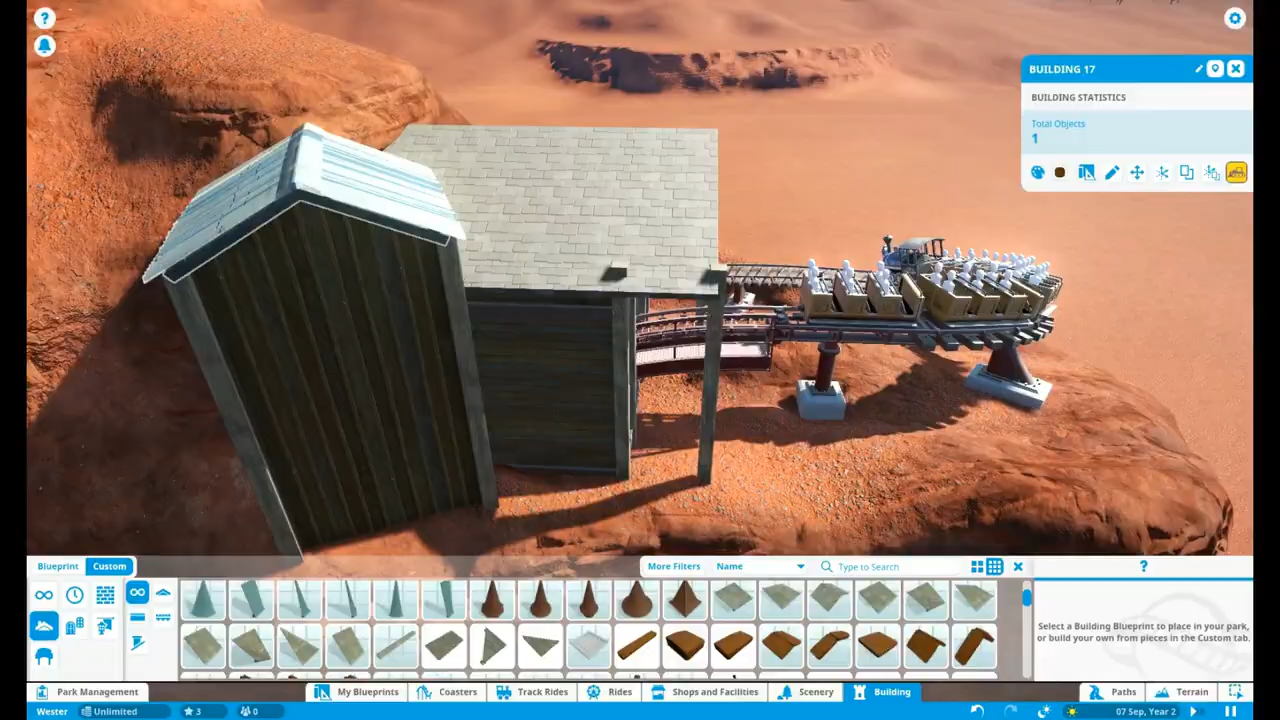 ?
BUILDING 17
BUILDING STATISTICS
Total Objects
1
Blueprint
Custom
More Filters
Name
Type to Search
?
Select a Building Blueprint to place in your park,
or build your own from pieces in the Custom tab.
Park Management
My Blueprints
Coasters
Track Rides
Rides
Shops and Facilities
Scenery
Building
Paths
Terrain
Wester
Unlimited
3
0
07 Sep, Year 2